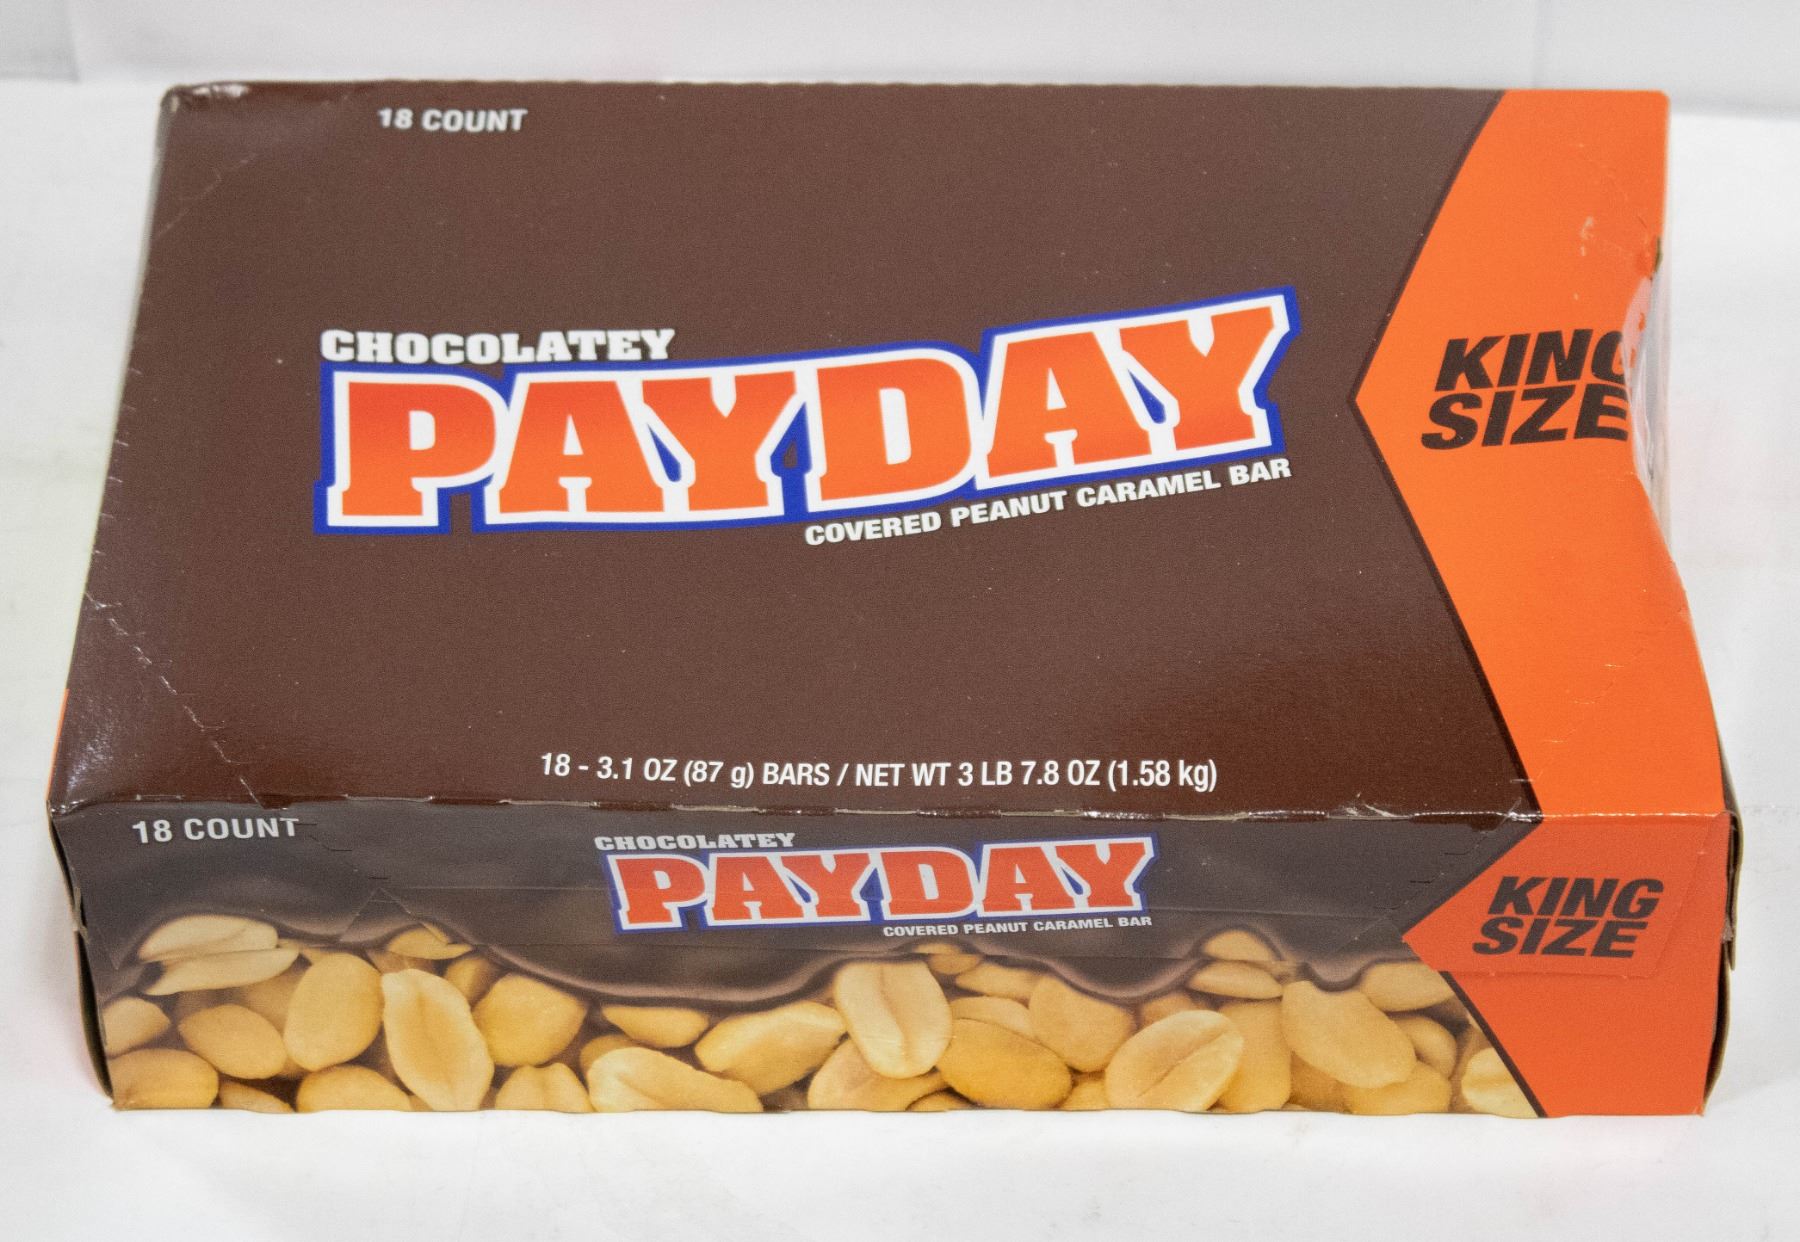 18 COUNT
CHOCOLATEY
PAYDAY
COVERED PEANUT CARAMEL BAR
KING
SIZE
18 - 3.1 OZ (87 g) BARS / NET WT 3 LB 7.8 OZ (1.58 kg)
18 COUNT
CHOCOLATEY
PAYDAY
COVERED PEANUT CARAMEL BAR
KING
SIZE